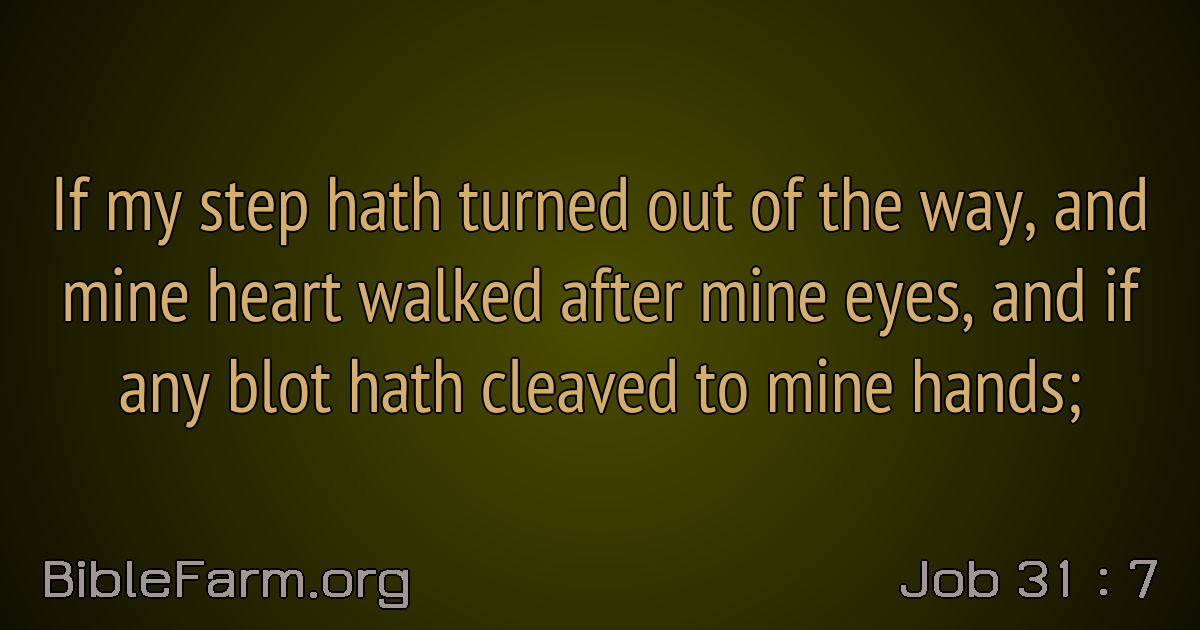 If my step hath turned out of the way, and
mine heart walked after mine eyes, and if
any blot hath cleaved to mine hands;
BibleFarm.org
Job 31 : 7